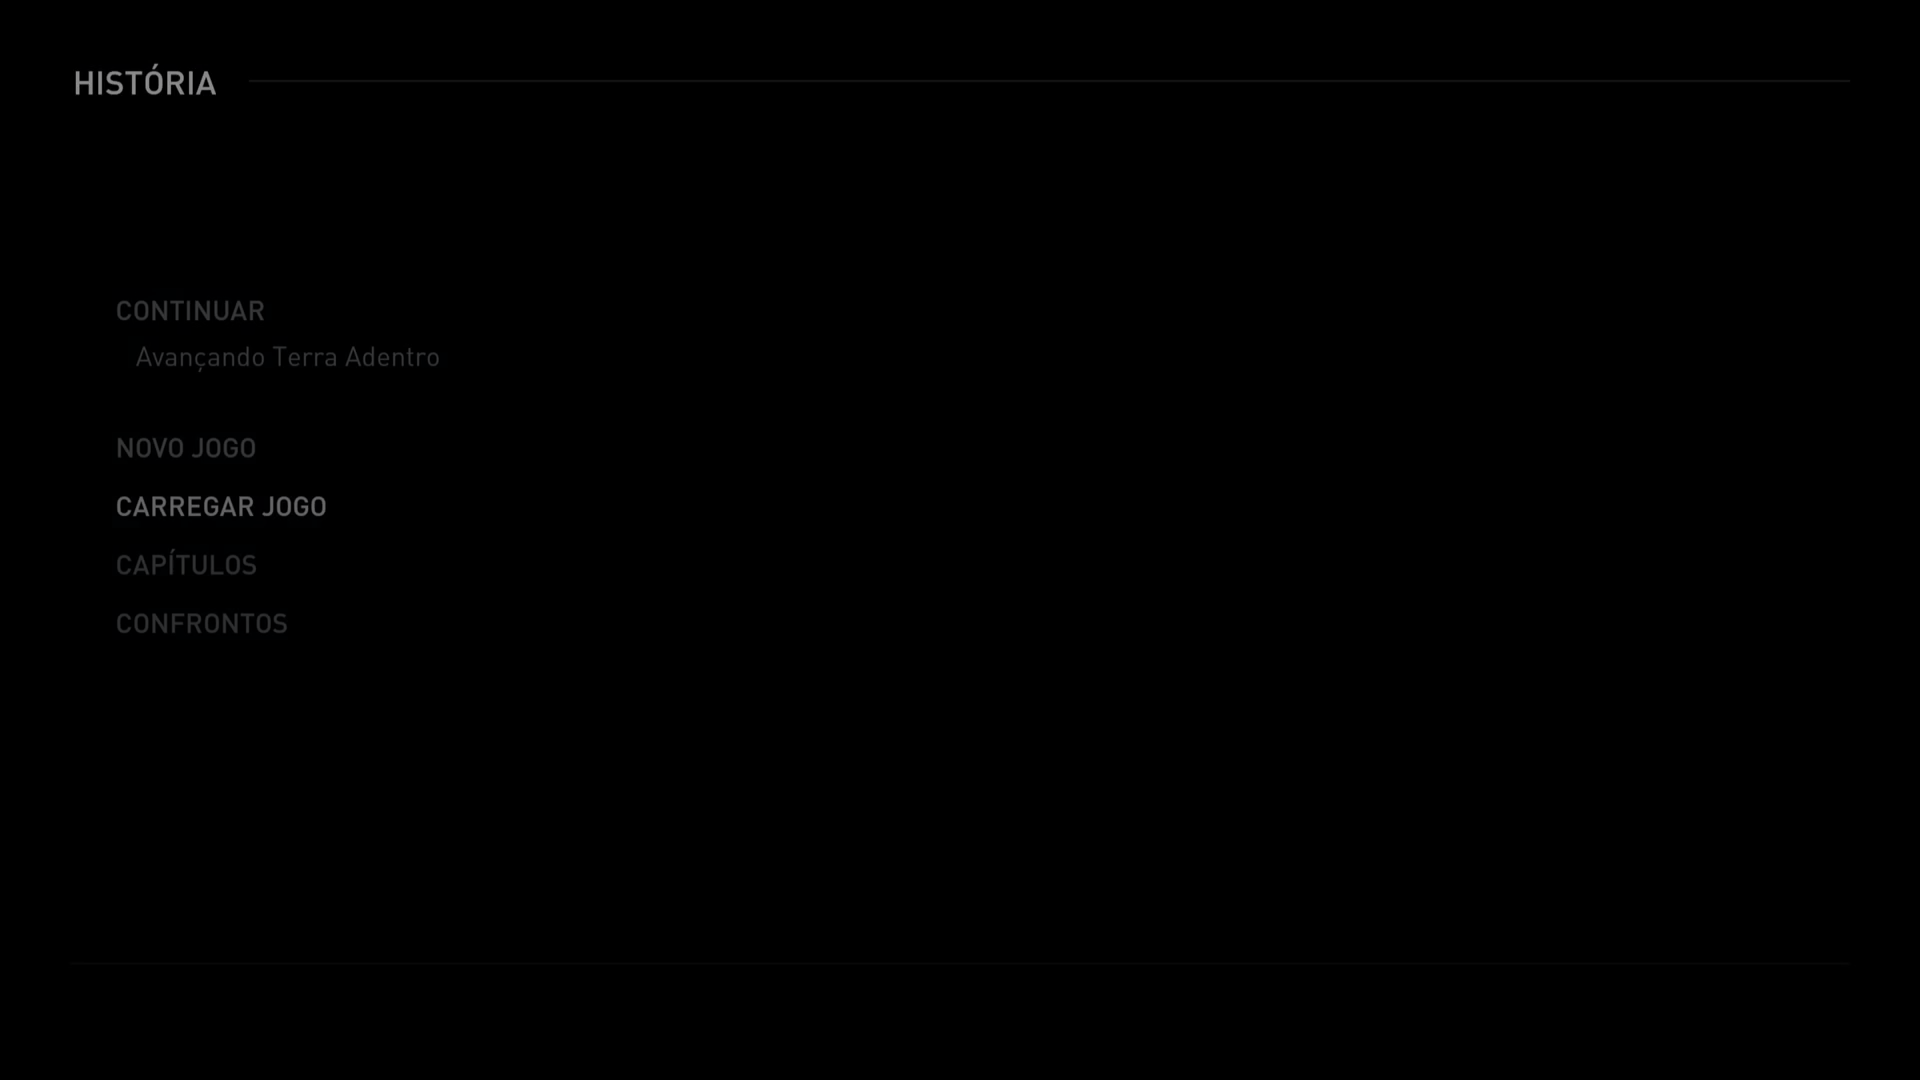 HISTÓRIA
CONTINUAR
Avançando Terra Adentro
NOVO JOGO
CARREGAR JOGO
CAPÍTULOS
CONFRONTOS